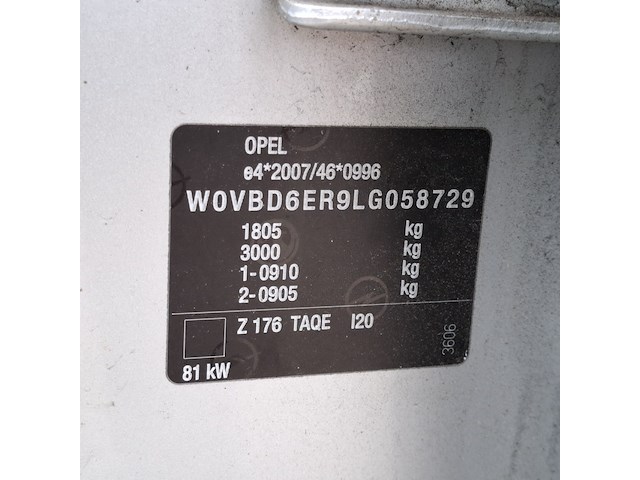 OPEL
e4*2007/46*0996
W0VBD6ER9LG058729
1805 kg
3000 kg
1-0910 kg
2-0905 kg
Z 176 TAQE I20
81 kW
3606